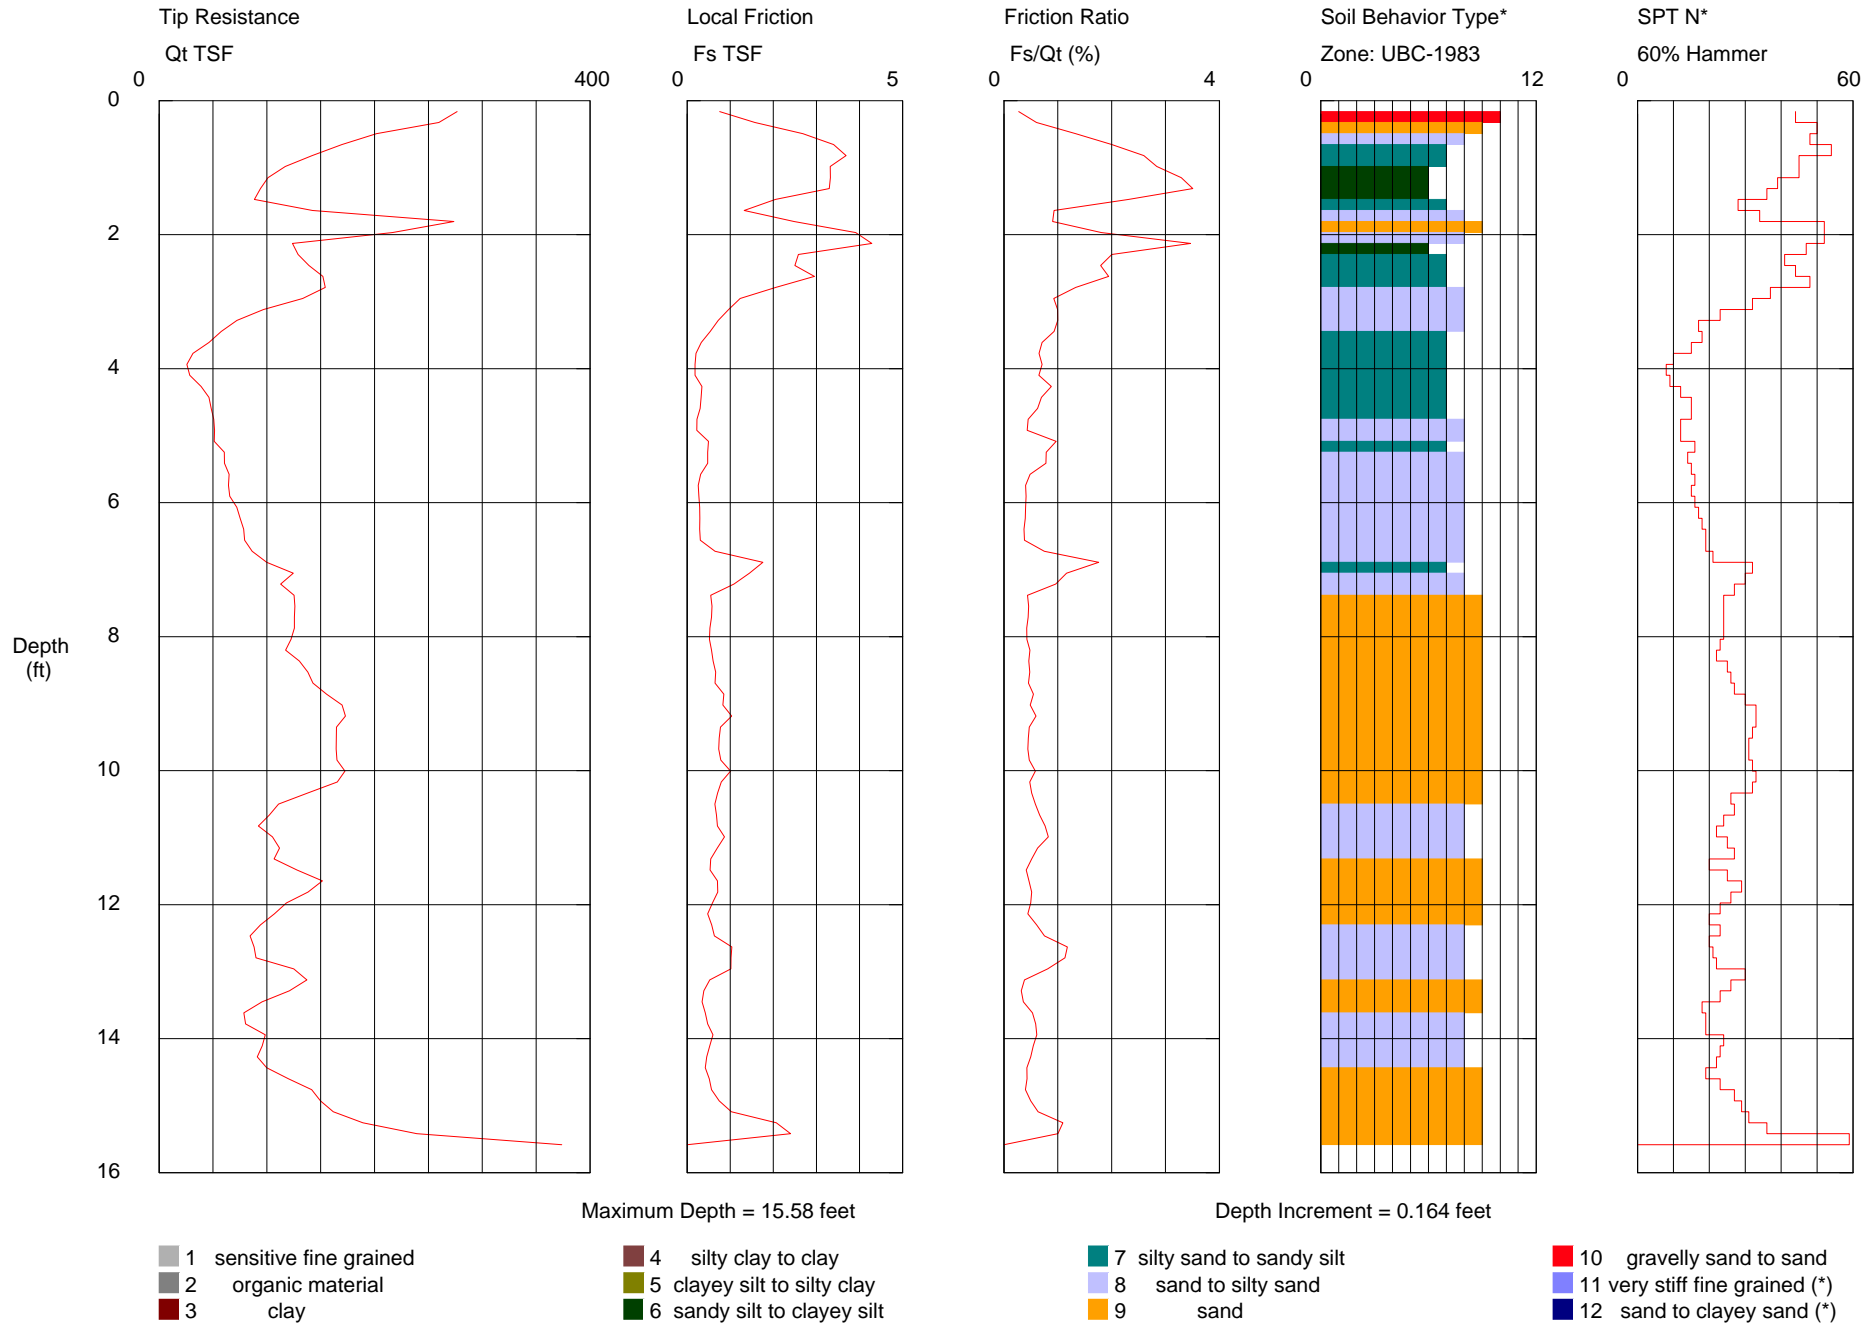 Tip Resistance Local Friction Friction Ratio Soil Behavior Type* SPT N*
Qt TSF Fs TSF Fs/Qt (%) Zone: UBC-1983 60% Hammer
0 400 0 5 0 4 0 12 0 60
0
2
4
6
8
Depth
(ft)
10
12
14
16
Maximum Depth = 15.58 feet Depth Increment = 0.164 feet
1 sensitive fine grained 4 silty clay to clay 7 silty sand to sandy silt 10 gravelly sand to sand
2 organic material 5 clayey silt to silty clay 8 sand to silty sand 11 very stiff fine grained (*)
3 clay 6 sandy silt to clayey silt 9 sand 12 sand to clayey sand (*)